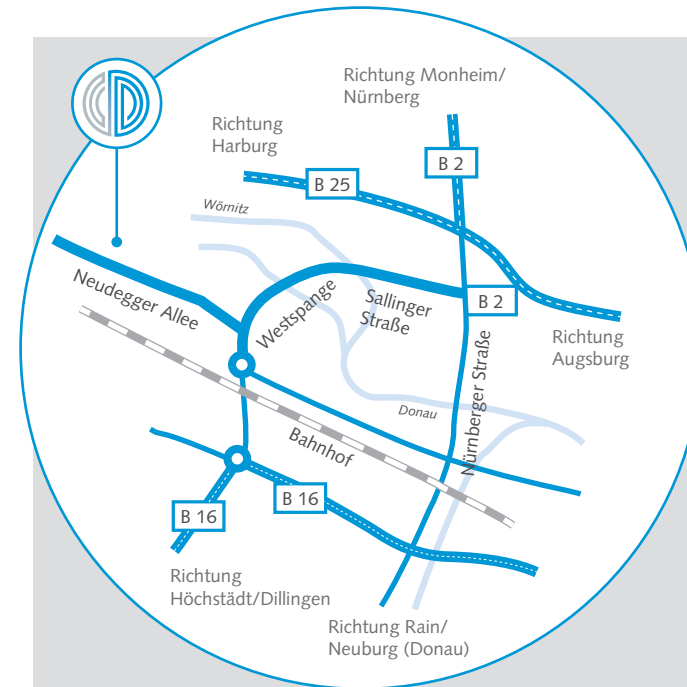 Richtung Monheim/
Nürnberg
Richtung
Harburg
B 2
B 25
Wörnitz
Neudegger Allee
Westspange
Sallinger
Straße
B 2
Richtung
Augsburg
Nürnberger Straße
Donau
Bahnhof
B 16
B 16
Richtung
Höchstädt/Dillingen
Richtung Rain/
Neuburg (Donau)